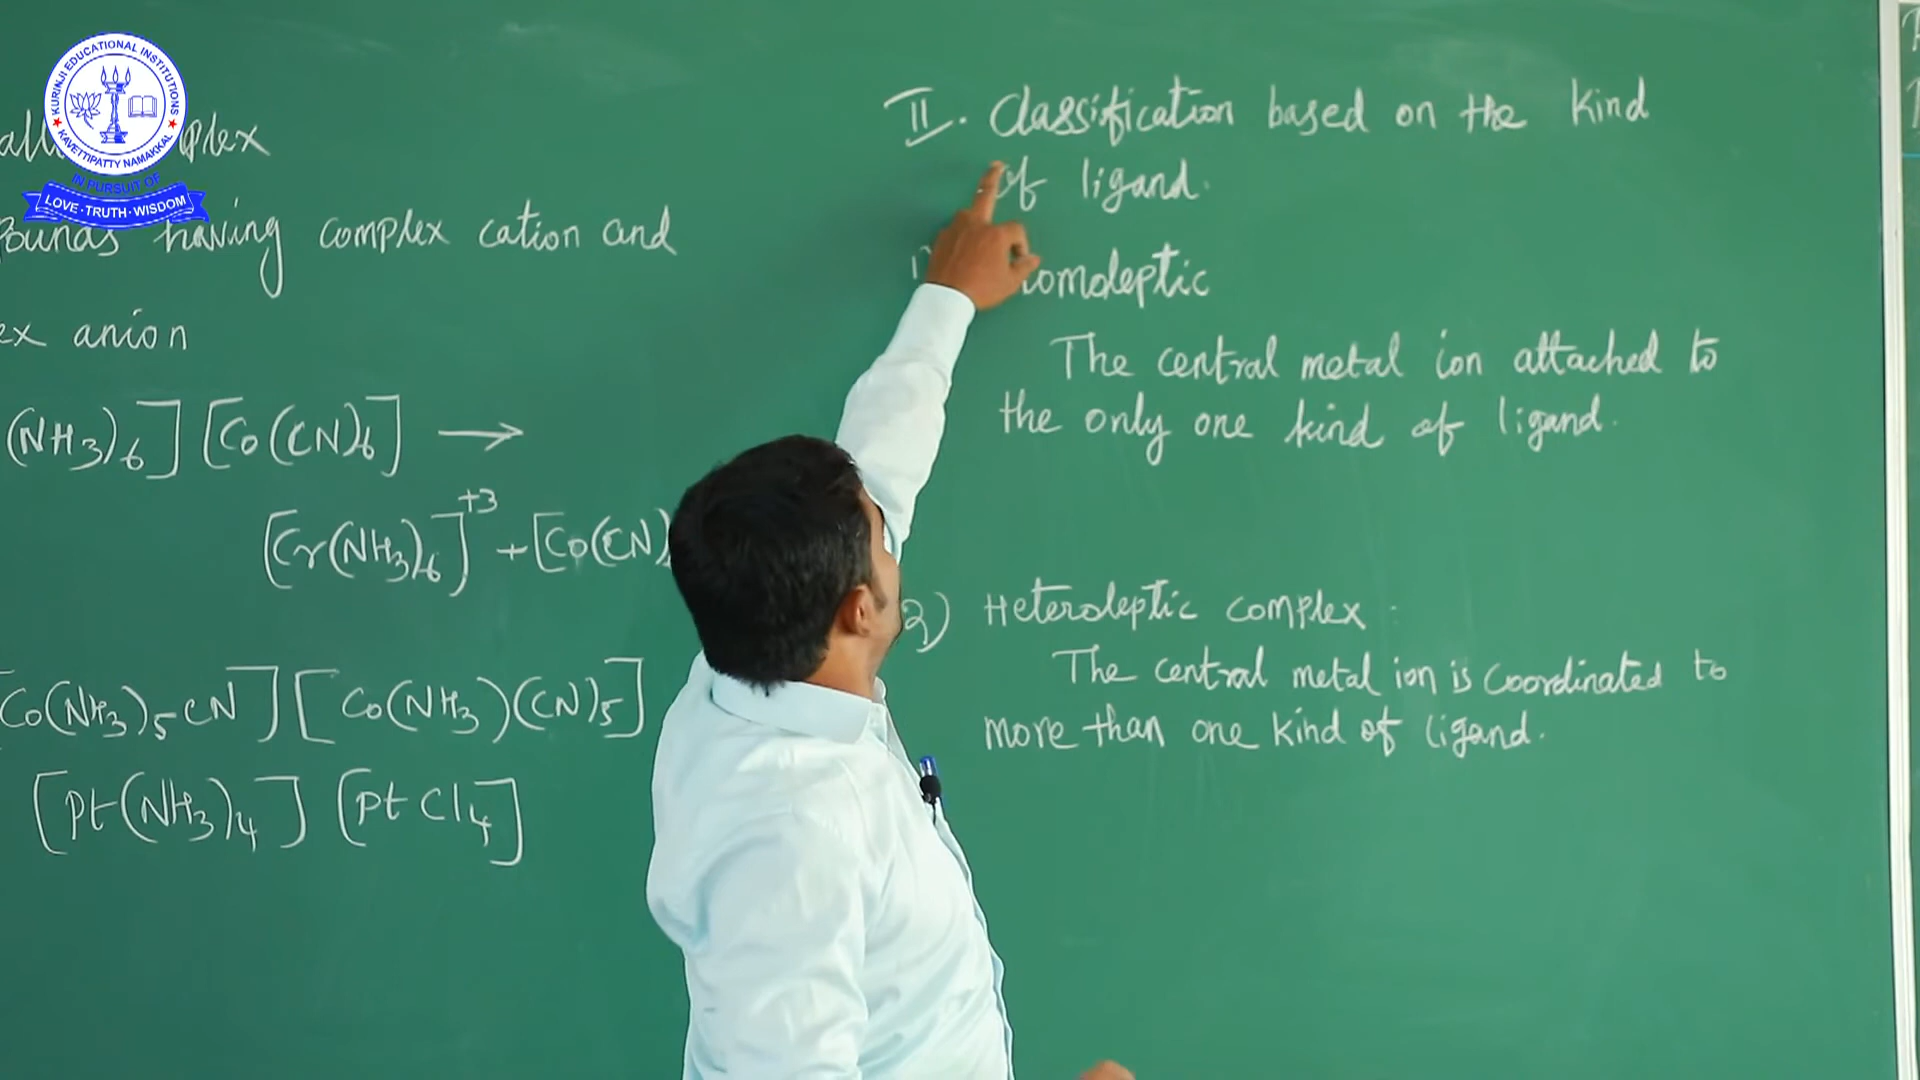 KURINJI EDUCATIONAL INSTITUTIONS
KAVETTIPATTY NAMAKKAL
IN PURSUIT OF
LOVE · TRUTH · WISDOM
having complex cation and
anion
(NH3)6] [Co(CN)6] →
[Cr(NH3)6]+3 + [Co(CN)
Co(NH3)5CN] [Co(NH3)(CN)5]
[Pt(NH3)4] [PtCl4]
II. Classification based on the kind
of ligand.
The central metal ion attached to
the only one kind of ligand.
2) Heteroleptic complex:
The central metal ion is coordinated to
more than one kind of ligand.